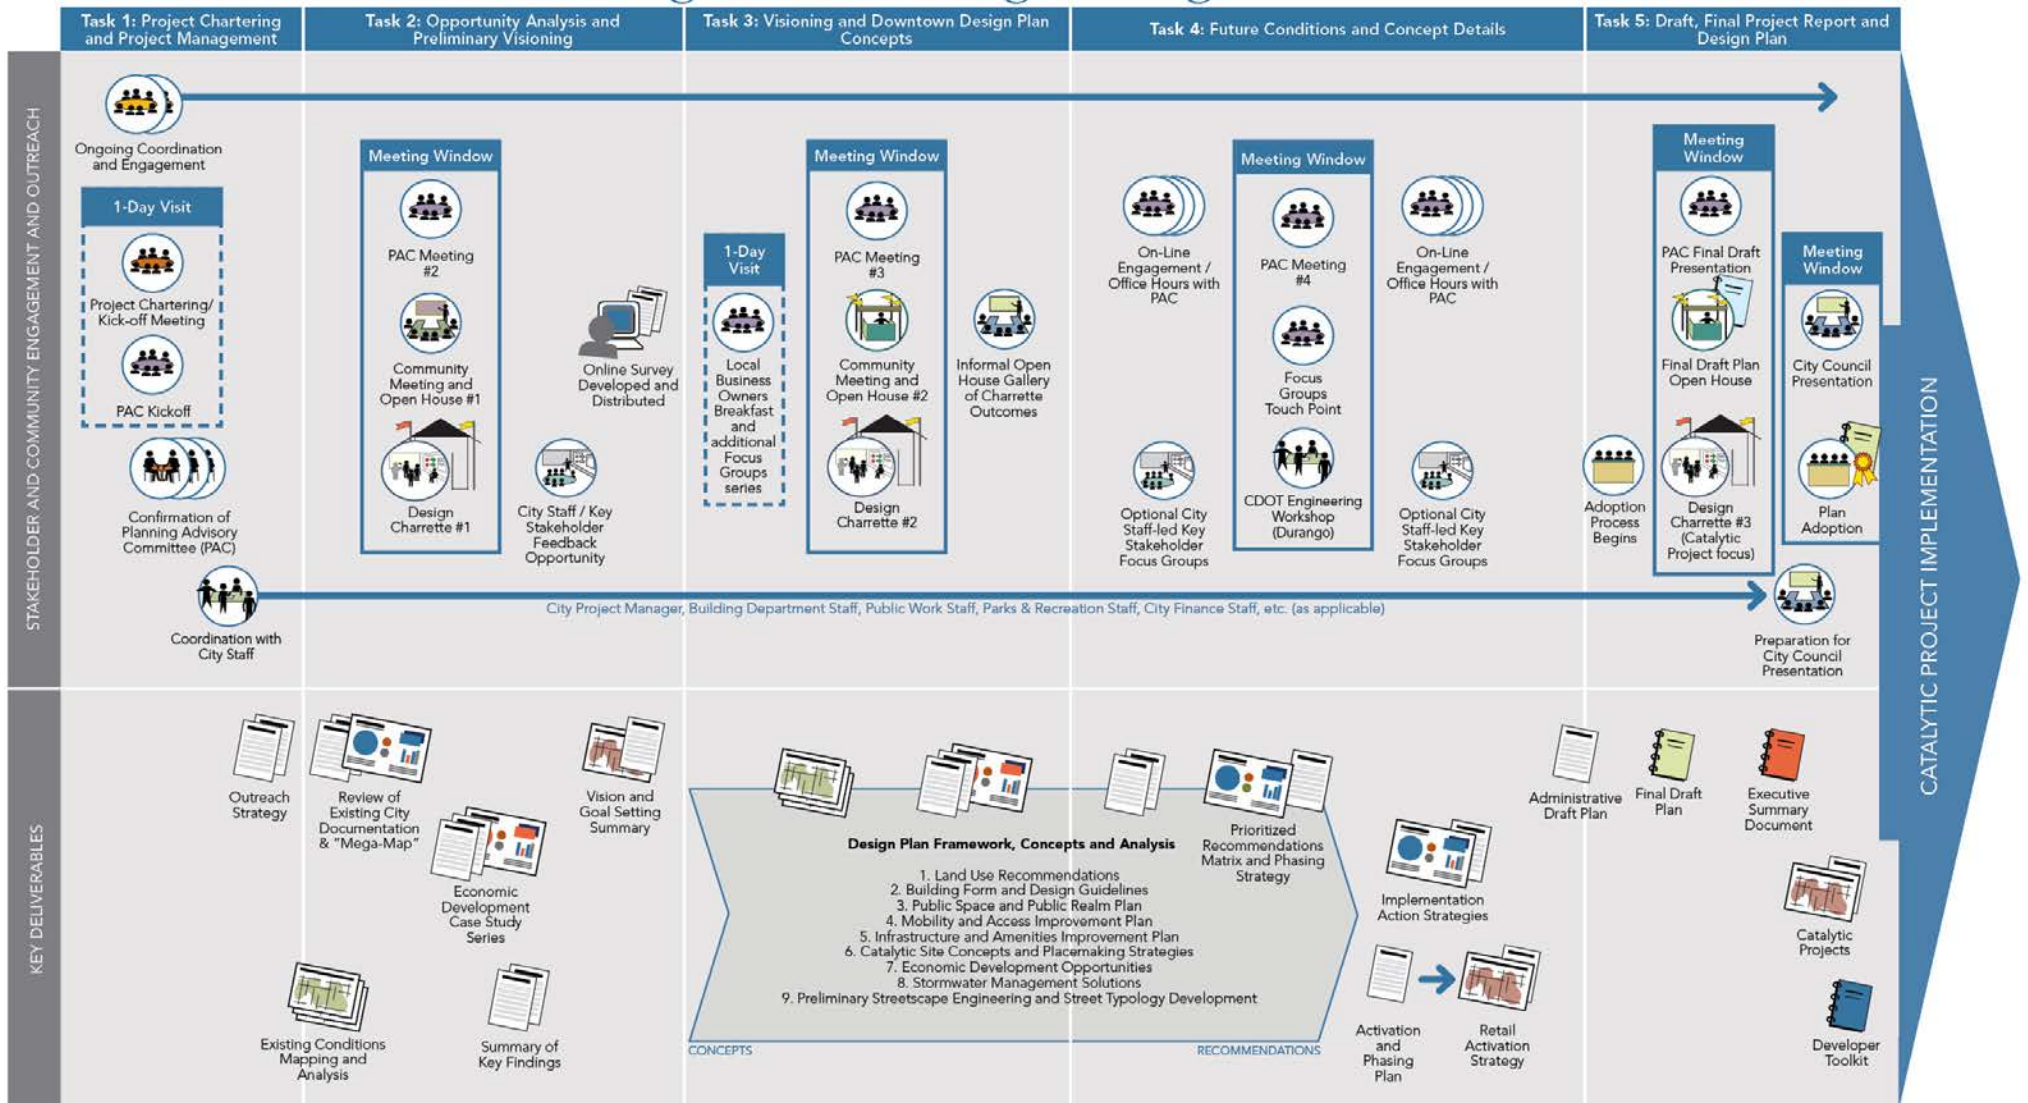 Task 1: Project Chartering
and Project Management
Task 2: Opportunity Analysis and
Preliminary Visioning
Task 3: Visioning and Downtown Design Plan
Concepts
Task 4: Future Conditions and Concept Details
Task 5: Draft, Final Project Report and
Design Plan
STAKEHOLDER AND COMMUNITY ENGAGEMENT AND OUTREACH
Ongoing Coordination
and Engagement
1-Day Visit
Project Chartering/
Kick-off Meeting
PAC Kickoff
Confirmation of
Planning Advisory
Committee (PAC)
Coordination with
City Staff
Meeting Window
PAC Meeting
#2
Community
Meeting and
Open House #1
Design
Charrette #1
Online Survey
Developed and
Distributed
City Staff / Key
Stakeholder
Feedback
Opportunity
1-Day
Visit
Local
Business
Owners
Breakfast
and
additional
Focus
Groups
series
Meeting Window
PAC Meeting
#3
Community
Meeting and
Open House #2
Design
Charrette #2
Informal Open
House Gallery
of Charrette
Outcomes
On-Line
Engagement /
Office Hours with
PAC
Optional City
Staff-led Key
Stakeholder
Focus Groups
Meeting Window
PAC Meeting
#4
Focus
Groups
Touch Point
CDOT Engineering
Workshop
(Durango)
On-Line
Engagement /
Office Hours with
PAC
Optional City
Staff-led Key
Stakeholder
Focus Groups
Adoption
Process
Begins
Meeting
Window
PAC Final Draft
Presentation
Final Draft Plan
Open House
Design
Charrette #3
(Catalytic
Project focus)
Meeting
Window
City Council
Presentation
Plan
Adoption
City Project Manager, Building Department Staff, Public Work Staff, Parks & Recreation Staff, City Finance Staff, etc. (as applicable)
Preparation for
City Council
Presentation
CATALYTIC PROJECT IMPLEMENTATION
KEY DELIVERABLES
Outreach
Strategy
Review of
Existing City
Documentation
& "Mega-Map"
Economic
Development
Case Study
Series
Vision and
Goal Setting
Summary
Existing Conditions
Mapping and
Analysis
Summary of
Key Findings
Design Plan Framework, Concepts and Analysis
1. Land Use Recommendations
2. Building Form and Design Guidelines
3. Public Space and Public Realm Plan
4. Mobility and Access Improvement Plan
5. Infrastructure and Amenities Improvement Plan
6. Catalytic Site Concepts and Placemaking Strategies
7. Economic Development Opportunities
8. Stormwater Management Solutions
9. Preliminary Streetscape Engineering and Street Typology Development
CONCEPTS
RECOMMENDATIONS
Prioritized
Recommendations
Matrix and Phasing
Strategy
Implementation
Action Strategies
Activation
and
Phasing
Plan
Retail
Activation
Strategy
Administrative
Draft Plan
Final Draft
Plan
Executive
Summary
Document
Catalytic
Projects
Developer
Toolkit